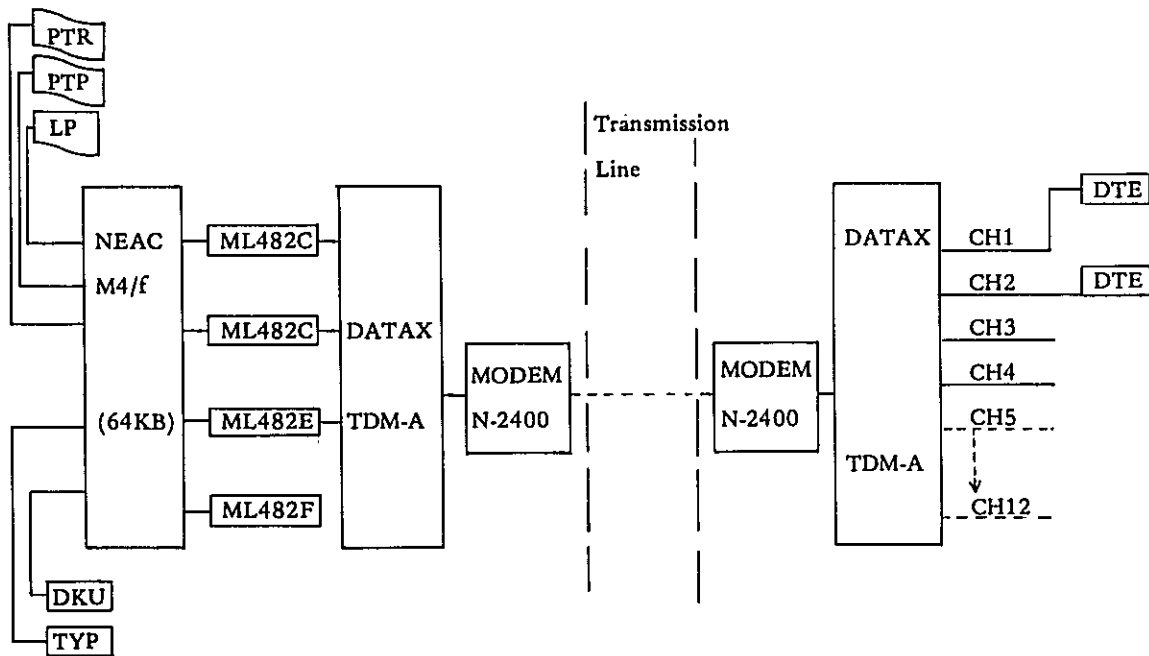 PTR
PTP
LP
NEAC
M4/f
(64KB)
DKU
TYP
ML482C
ML482C
ML482E
ML482F
DATAX
TDM-A
MODEM
N-2400
Transmission
Line
MODEM
N-2400
DATAX
TDM-A
CH1
CH2
CH3
CH4
CH5
CH12
DTE
DTE